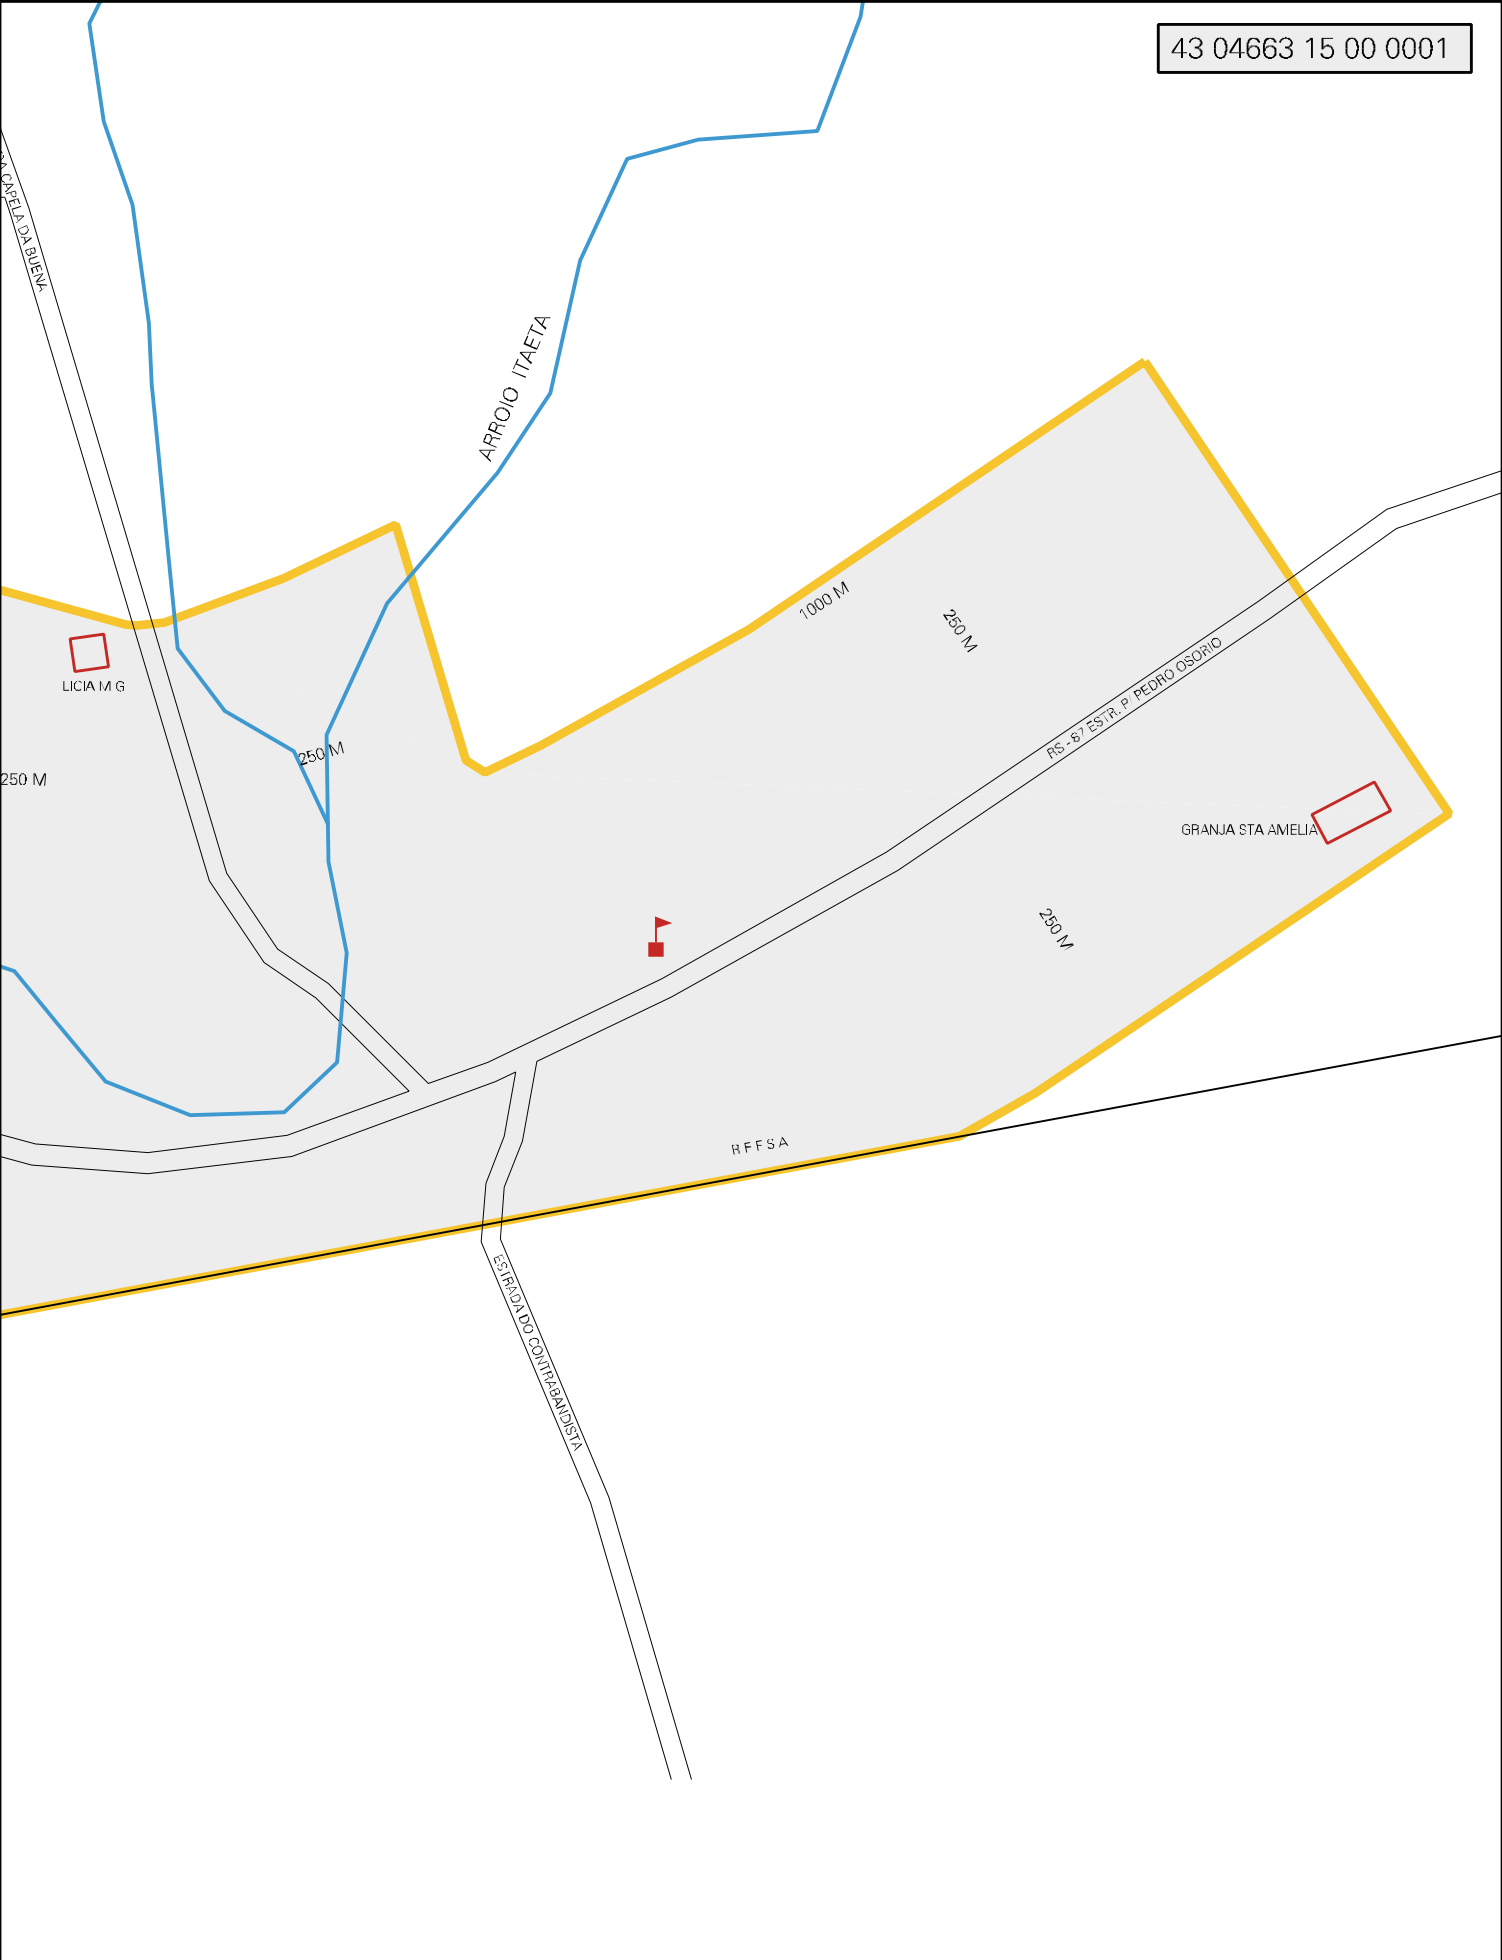 43 04663 15 00 0001
CAPELA DA BUENA
ARROIO ITAETA
1000 M
250 M
RS - 87 ESTR. P/ PEDRO OSORIO
LICIA M G
250 M
250 M
GRANJA STA AMELIA
250 M
RFFSA
ESTRADA DO CONTRABANDISTA